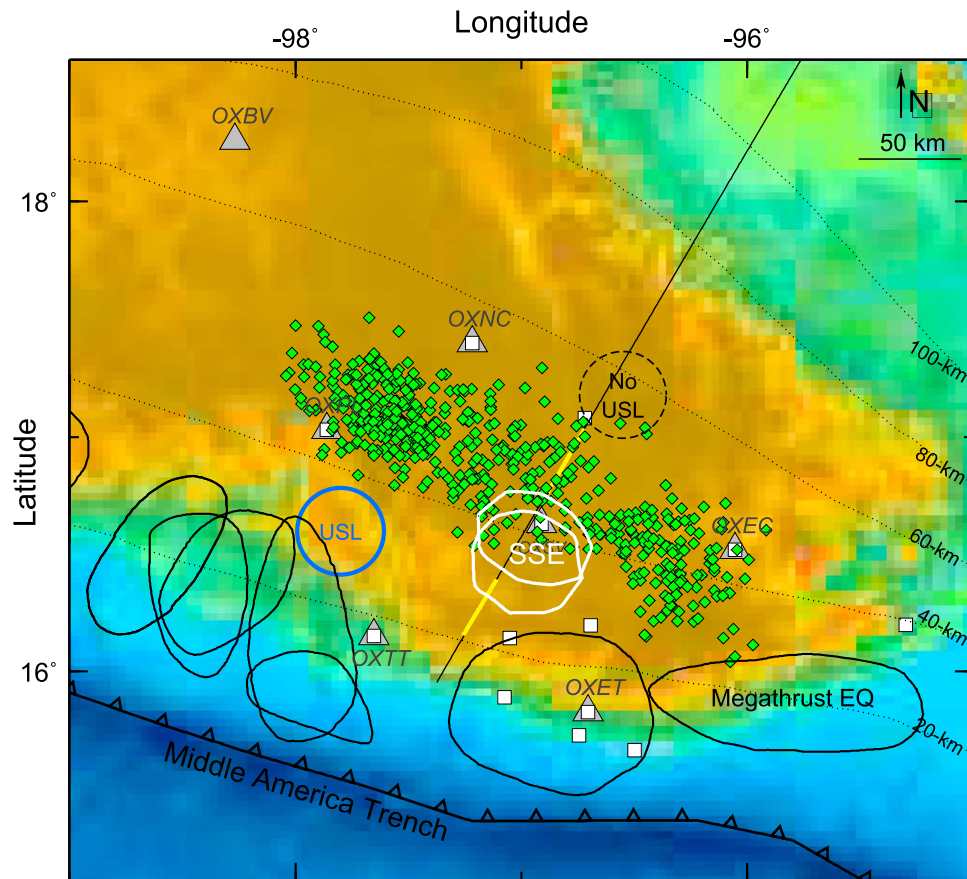 Longitude
-98°
-96°
N
50 km
OXBV
18°
OXNC
100-km
No
USL
80-km
Latitude
USL
OXEC
60-km
SSE
40-km
16°
OXTT
OXET
Megathrust EQ
20-km
Middle America Trench